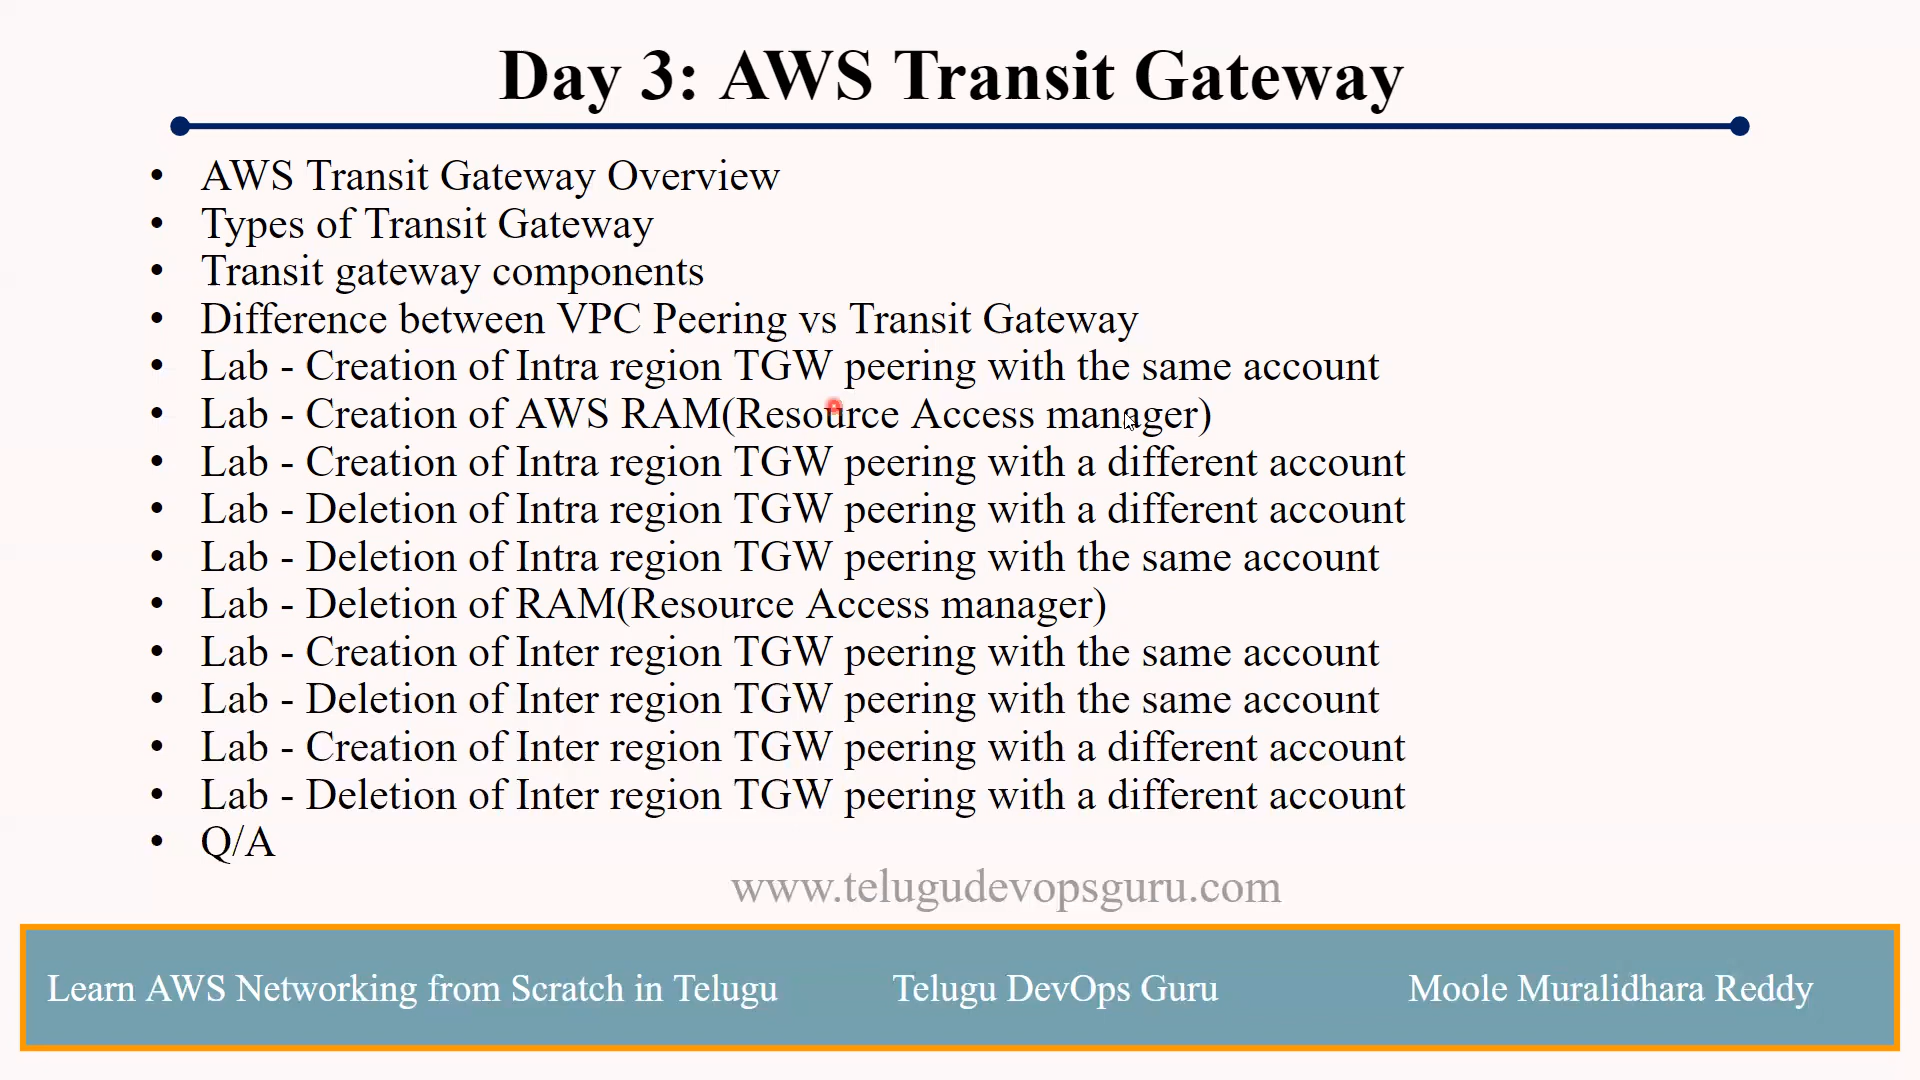 Day 3: AWS Transit Gateway
• AWS Transit Gateway Overview
• Types of Transit Gateway
• Transit gateway components
• Difference between VPC Peering vs Transit Gateway
• Lab - Creation of Intra region TGW peering with the same account
• Lab - Creation of AWS RAM(Resource Access manager)
• Lab - Creation of Intra region TGW peering with a different account
• Lab - Deletion of Intra region TGW peering with a different account
• Lab - Deletion of Intra region TGW peering with the same account
• Lab - Deletion of RAM(Resource Access manager)
• Lab - Creation of Inter region TGW peering with the same account
• Lab - Deletion of Inter region TGW peering with the same account
• Lab - Creation of Inter region TGW peering with a different account
• Lab - Deletion of Inter region TGW peering with a different account
• Q/A
www.telugudevopsguru.com
Learn AWS Networking from Scratch in Telugu Telugu DevOps Guru Moole Muralidhara Reddy